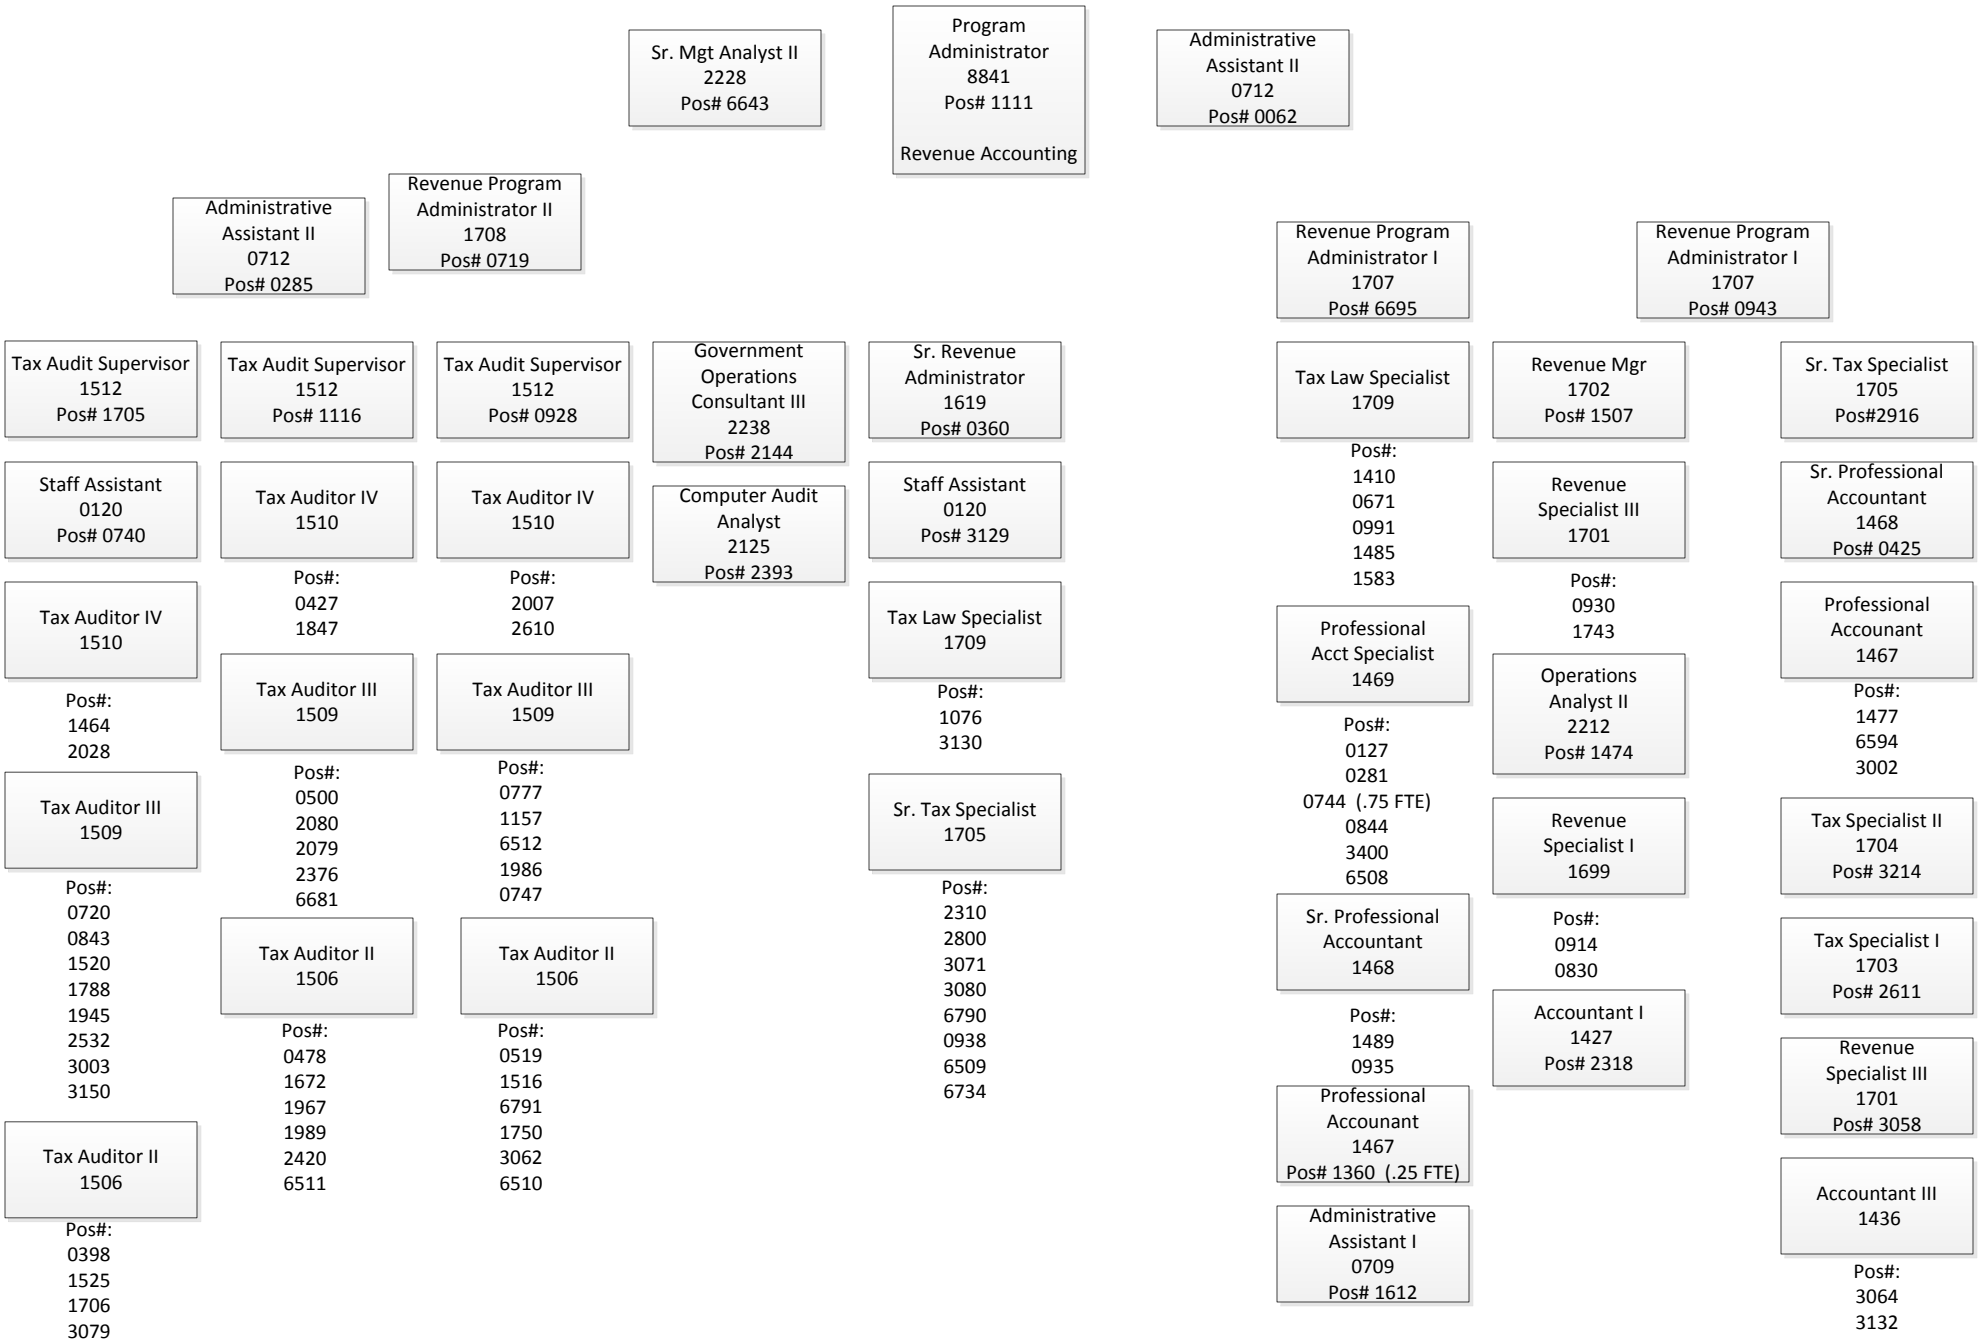 Sr. Mgt Analyst II
2228
Pos# 6643
Program
Administrator
8841
Pos# 1111
Revenue Accounting
Administrative
Assistant II
0712
Pos# 0062
Administrative
Assistant II
0712
Pos# 0285
Revenue Program
Administrator II
1708
Pos# 0719
Revenue Program
Administrator I
1707
Pos# 6695
Revenue Program
Administrator I
1707
Pos# 0943
Tax Audit Supervisor
1512
Pos# 1705
Staff Assistant
0120
Pos# 0740
Tax Auditor IV
1510
Pos#:
1464
2028
Tax Auditor III
1509
Pos#:
0720
0843
1520
1788
1945
2532
3003
3150
Tax Auditor II
1506
Pos#:
0398
1525
1706
3079
Tax Audit Supervisor
1512
Pos# 1116
Tax Auditor IV
1510
Pos#:
0427
1847
Tax Auditor III
1509
Pos#:
0500
2080
2079
2376
6681
Tax Auditor II
1506
Pos#:
0478
1672
1967
1989
2420
6511
Tax Audit Supervisor
1512
Pos# 0928
Tax Auditor IV
1510
Pos#:
2007
2610
Tax Auditor III
1509
Pos#:
0777
1157
6512
1986
0747
Tax Auditor II
1506
Pos#:
0519
1516
6791
1750
3062
6510
Government
Operations
Consultant III
2238
Pos# 2144
Computer Audit
Analyst
2125
Pos# 2393
Sr. Revenue
Administrator
1619
Pos# 0360
Staff Assistant
0120
Pos# 3129
Tax Law Specialist
1709
Pos#:
1076
3130
Sr. Tax Specialist
1705
Pos#:
2310
2800
3071
3080
6790
0938
6509
6734
Tax Law Specialist
1709
Pos#:
1410
0671
0991
1485
1583
Professional
Acct Specialist
1469
Pos#:
0127
0281
0744 (.75 FTE)
0844
3400
6508
Sr. Professional
Accountant
1468
Pos#:
1489
0935
Professional
Accounant
1467
Pos# 1360 (.25 FTE)
Administrative
Assistant I
0709
Pos# 1612
Revenue Mgr
1702
Pos# 1507
Revenue
Specialist III
1701
Pos#:
0930
1743
Operations
Analyst II
2212
Pos# 1474
Revenue
Specialist I
1699
Pos#:
0914
0830
Accountant I
1427
Pos# 2318
Sr. Tax Specialist
1705
Pos#2916
Sr. Professional
Accountant
1468
Pos# 0425
Professional
Accounant
1467
Pos#:
1477
6594
3002
Tax Specialist II
1704
Pos# 3214
Tax Specialist I
1703
Pos# 2611
Revenue
Specialist III
1701
Pos# 3058
Accountant III
1436
Pos#:
3064
3132